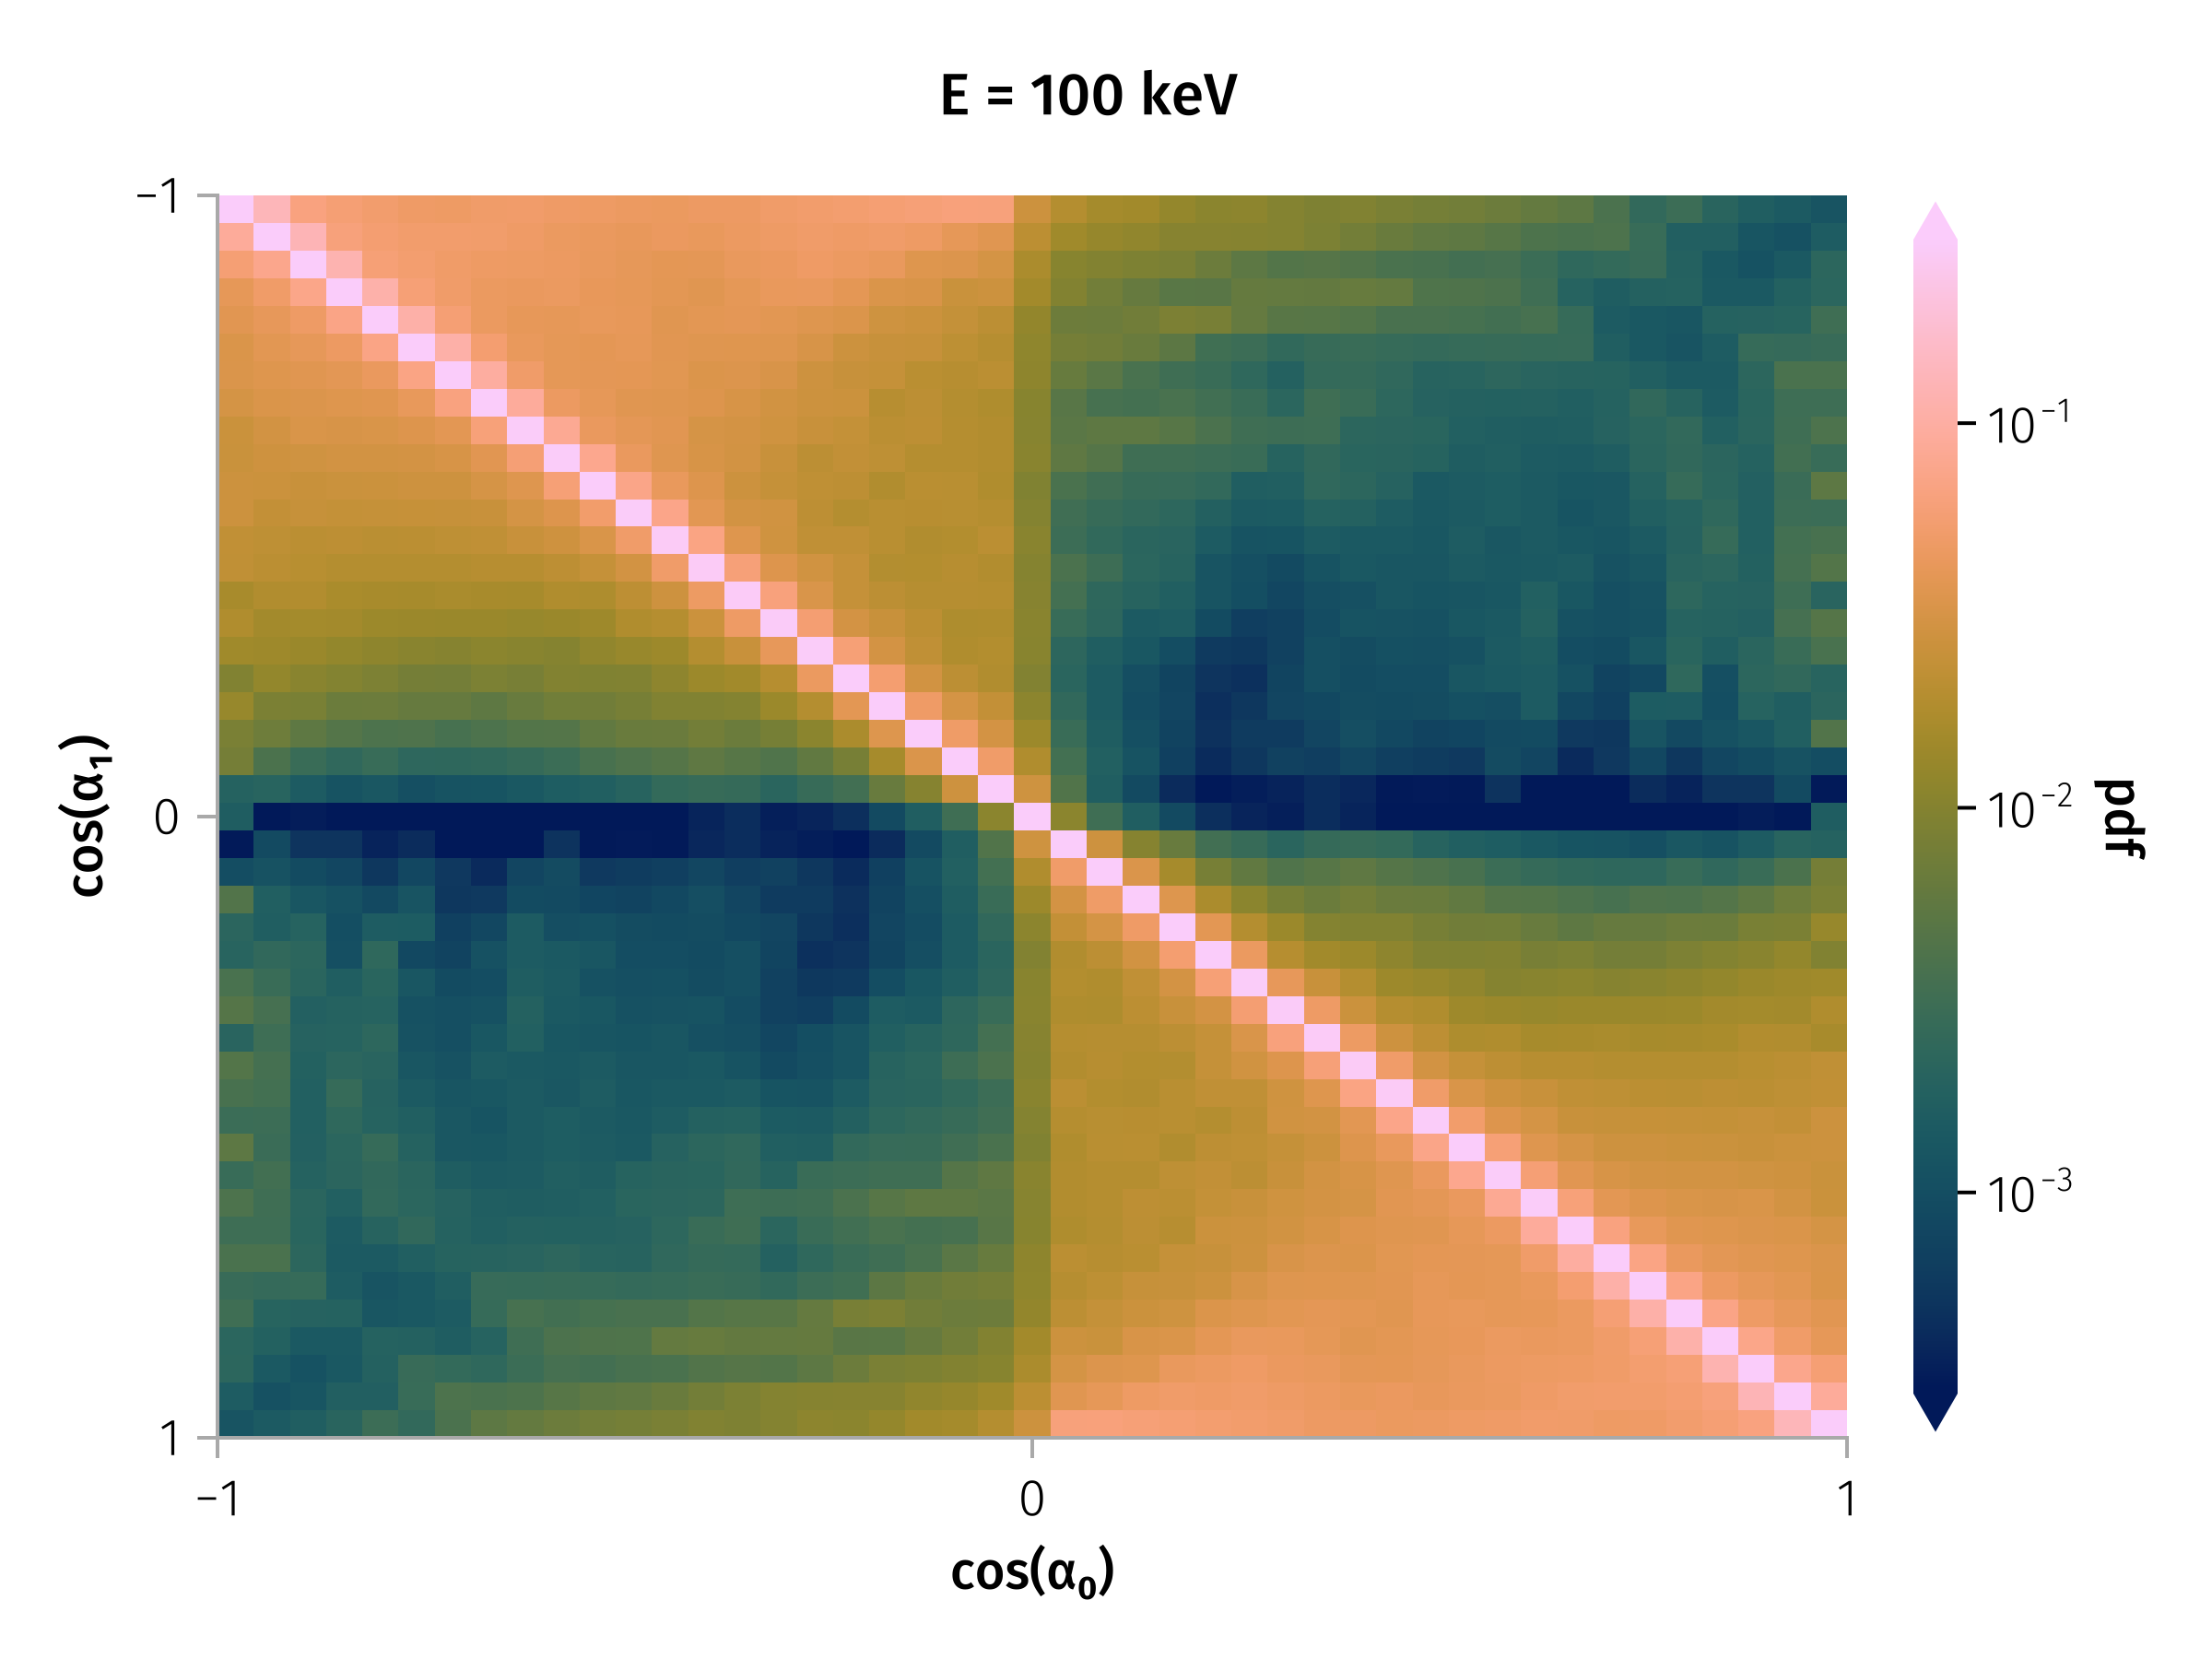 E = 100 keV
−1
0
1
cos(α₁)
−1
0
1
cos(α₀)
10⁻¹
10⁻²
10⁻³
pdf